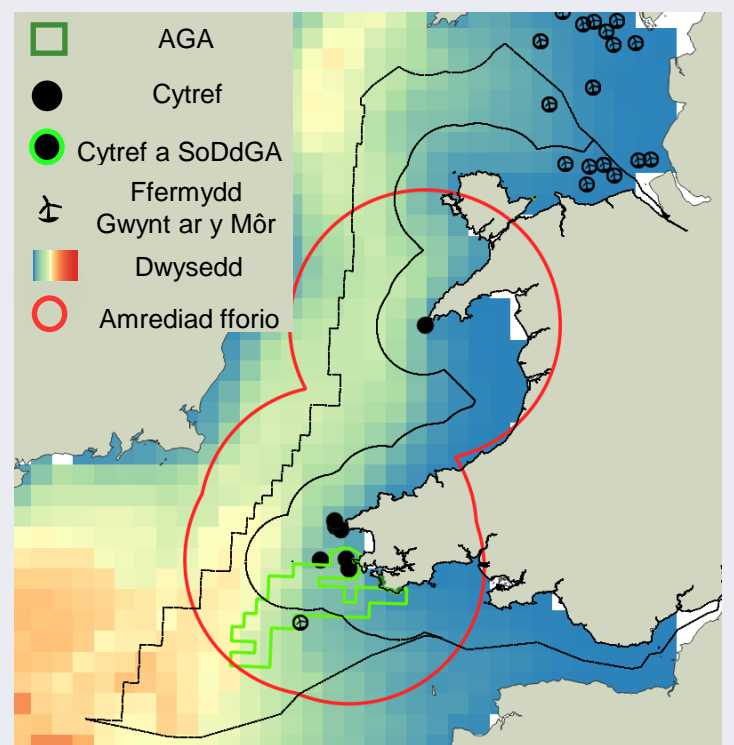 AGA
Cytref
Cytref a SoDdGA
Ffermydd
Gwynt ar y Môr
Dwysedd
Amrediad fforio